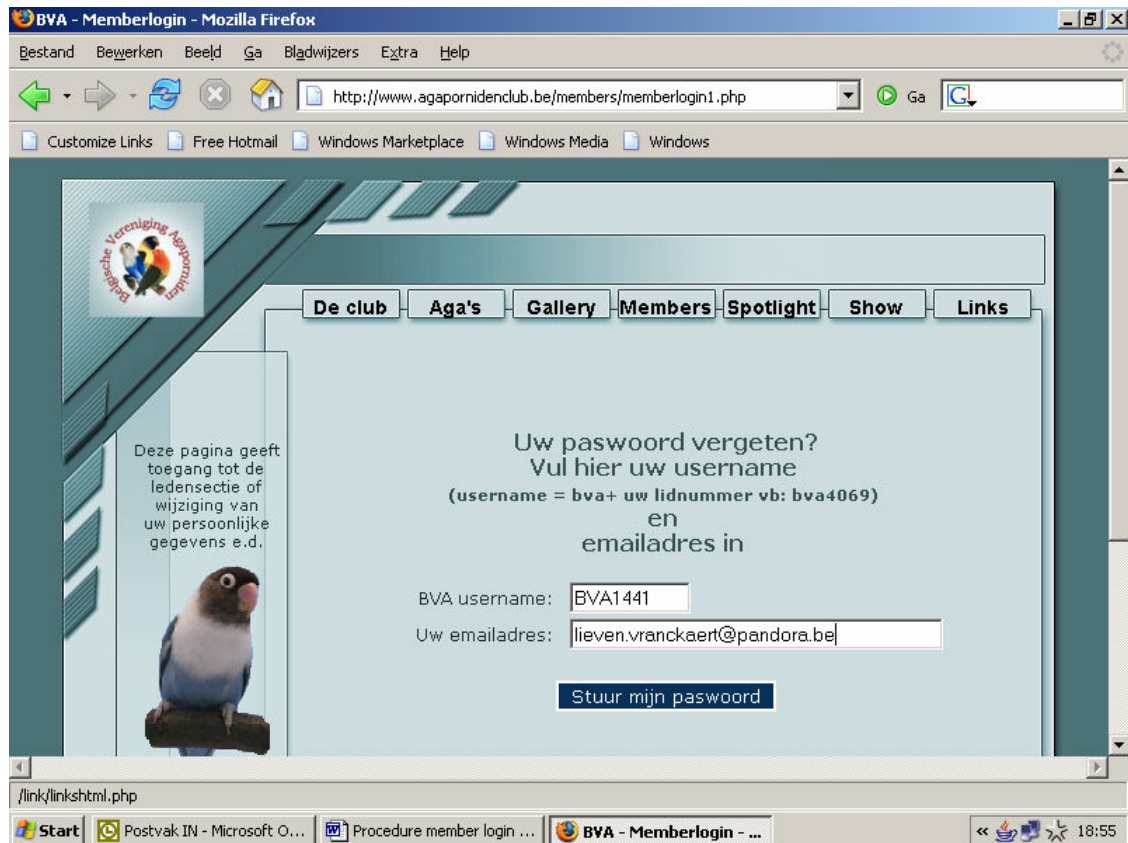 BVA - Memberlogin - Mozilla Firefox
Bestand Bewerken Beeld Ga Bladwijzers Extra Help
http://www.agapornidenclub.be/members/memberlogin1.php Ga G
Customize Links Free Hotmail Windows Marketplace Windows Media Windows
Belgische Vereniging Agaporniden
De club Aga's Gallery Members Spotlight Show Links
Deze pagina geeft
toegang tot de
ledensectie of
wijziging van
uw persoonlijke
gegevens e.d.
Uw paswoord vergeten?
Vul hier uw username
(username = bva+ uw lidnummer vb: bva4069)
en
emailadres in
BVA username: BVA1441
Uw emailadres: lieven.vranckaert@pandora.be
Stuur mijn paswoord
/link/linkshtml.php
Start Postvak IN - Microsoft O... Procedure member login ... BVA - Memberlogin - ... « 18:55